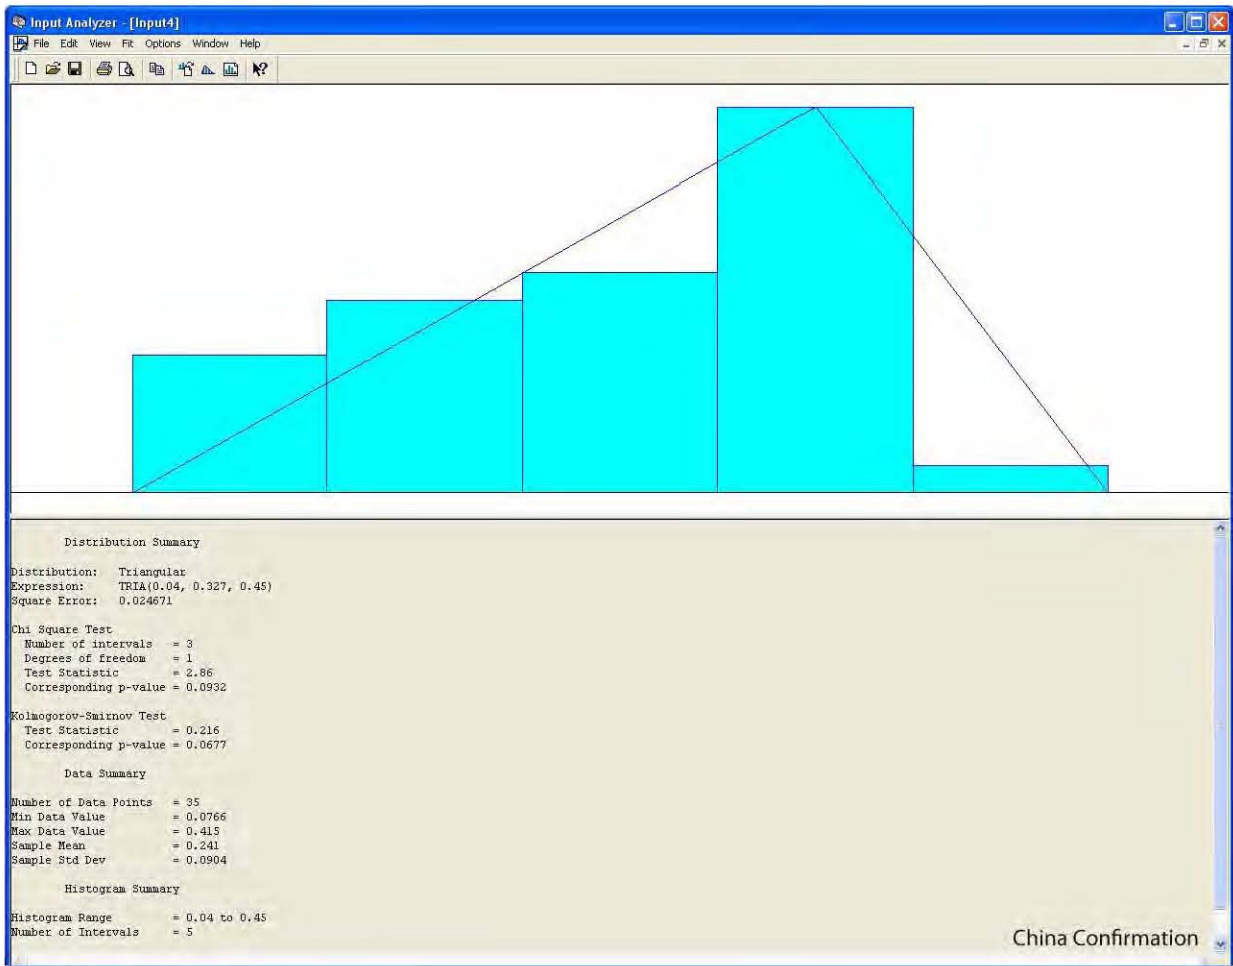 Input Analyzer - [Input4]
File Edit View Fit Options Window Help
Distribution Summary
Distribution: Triangular
Expression: TRIA(0.04, 0.327, 0.45)
Square Error: 0.024671
Chi Square Test
Number of intervals = 3
Degrees of freedom = 1
Test Statistic = 2.86
Corresponding p-value = 0.0932
Kolmogorov-Smirnov Test
Test Statistic = 0.216
Corresponding p-value = 0.0677
Data Summary
Number of Data Points = 35
Min Data Value = 0.0766
Max Data Value = 0.415
Sample Mean = 0.241
Sample Std Dev = 0.0904
Histogram Summary
Histogram Range = 0.04 to 0.45
Number of Intervals = 5
China Confirmation